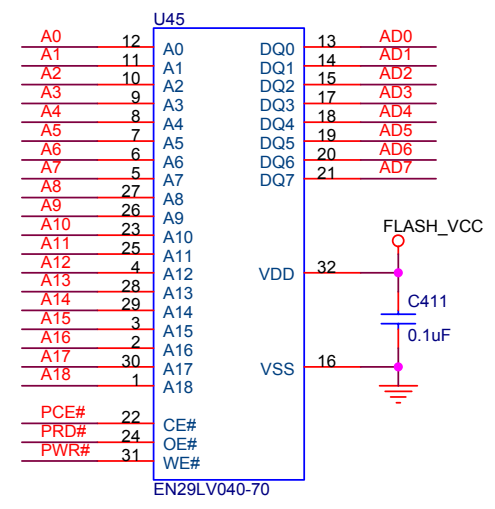 U45
A0 12 A0 DQ0 13 AD0
A1 11 A1 DQ1 14 AD1
A2 10 A2 DQ2 15 AD2
A3 9 A3 DQ3 17 AD3
A4 8 A4 DQ4 18 AD4
A5 7 A5 DQ5 19 AD5
A6 6 A6 DQ6 20 AD6
A7 5 A7 DQ7 21 AD7
A8 27 A8
A9 26 A9
A10 23 A10
A11 25 A11
A12 4 A12
A13 28 A13
A14 29 A14
A15 3 A15
A16 2 A16
A17 30 A17
A18 1 A18
FLASH_VCC
VDD 32
C411
0.1uF
VSS 16
PCE# 22 CE#
PRD# 24 OE#
PWR# 31 WE#
EN29LV040-70